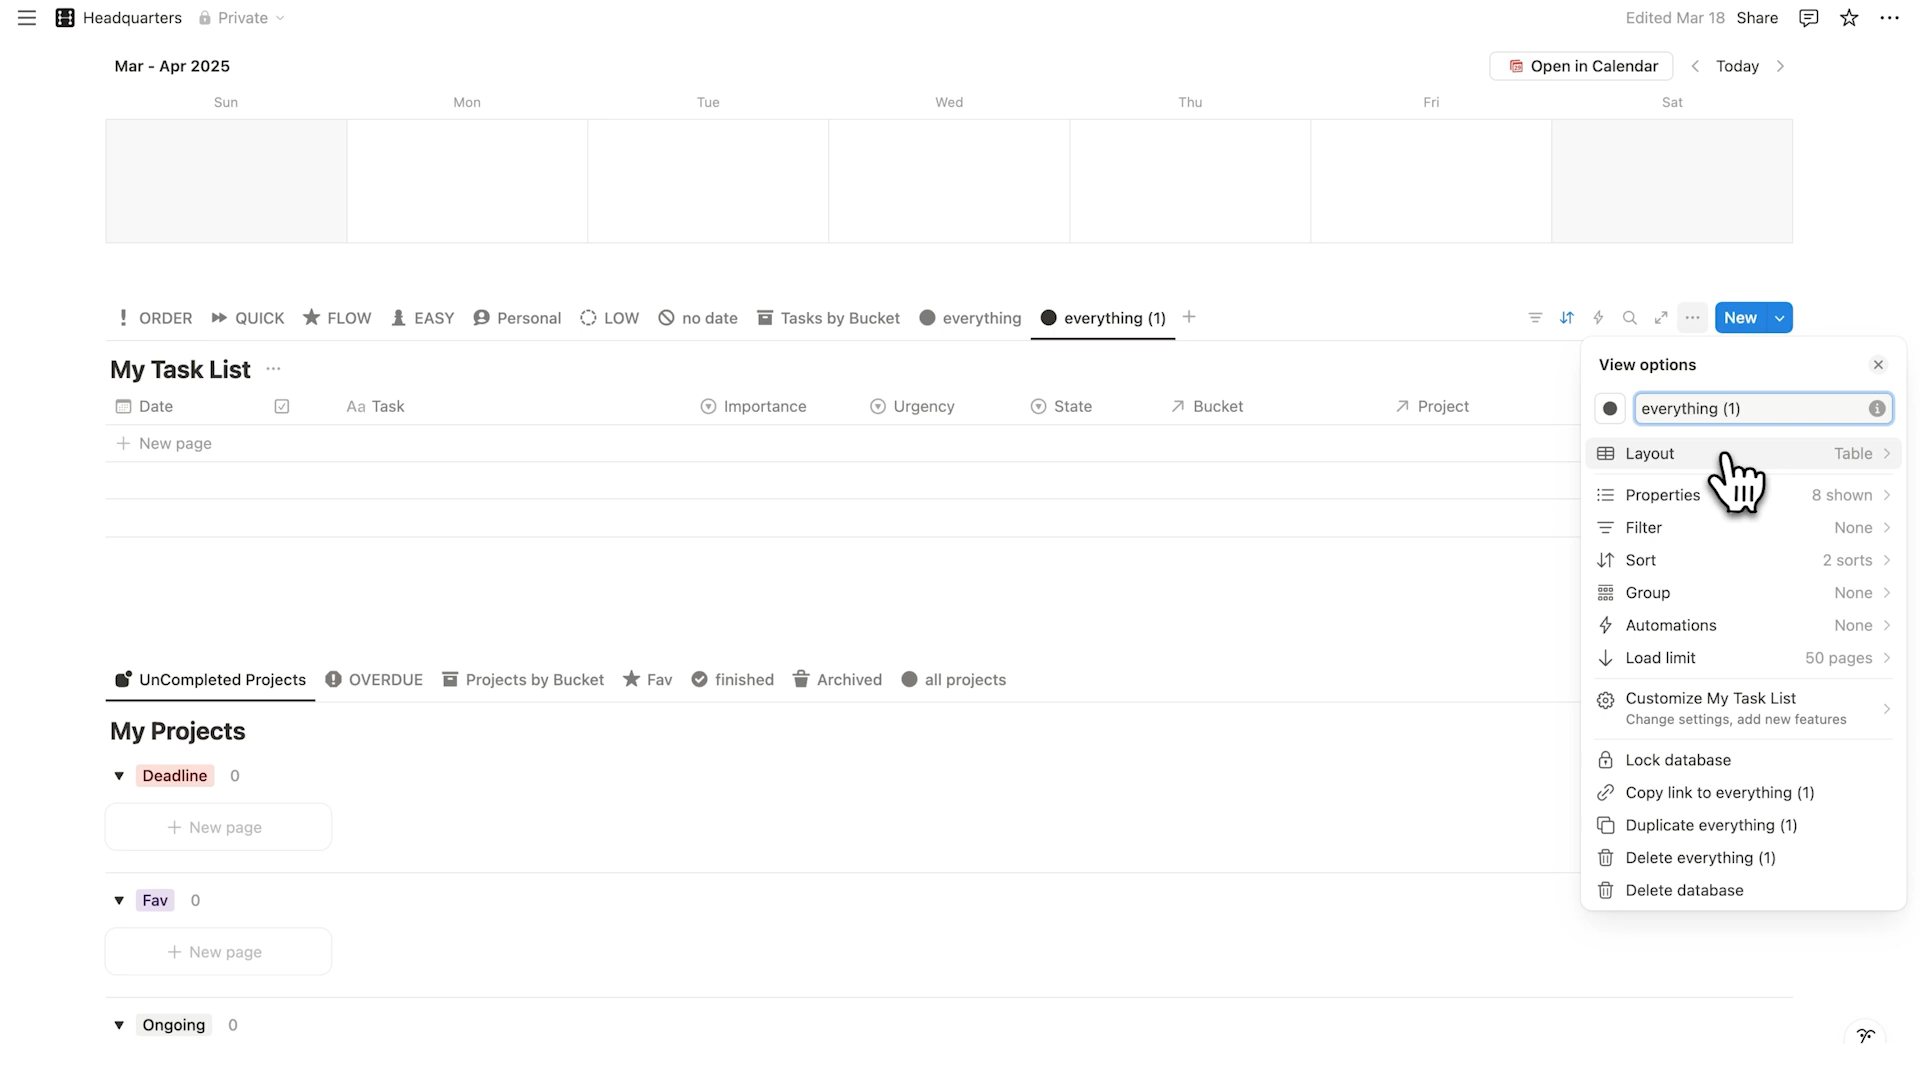 Headquarters Private Edited Mar 18 Share
Mar - Apr 2025 Open in Calendar Today
Sun Mon Tue Wed Thu Fri Sat
ORDER QUICK FLOW EASY Personal LOW no date Tasks by Bucket everything everything (1) New
My Task List
Date Aa Task Importance Urgency State Bucket Project
New page
View options
everything (1)
Layout Table
Properties 8 shown
Filter None
Sort 2 sorts
Group None
Automations None
Load limit 50 pages
Customize My Task List
Change settings, add new features
Lock database
Copy link to everything (1)
Duplicate everything (1)
Delete everything (1)
Delete database
UnCompleted Projects OVERDUE Projects by Bucket Fav finished Archived all projects
My Projects
Deadline 0
New page
Fav 0
New page
Ongoing 0